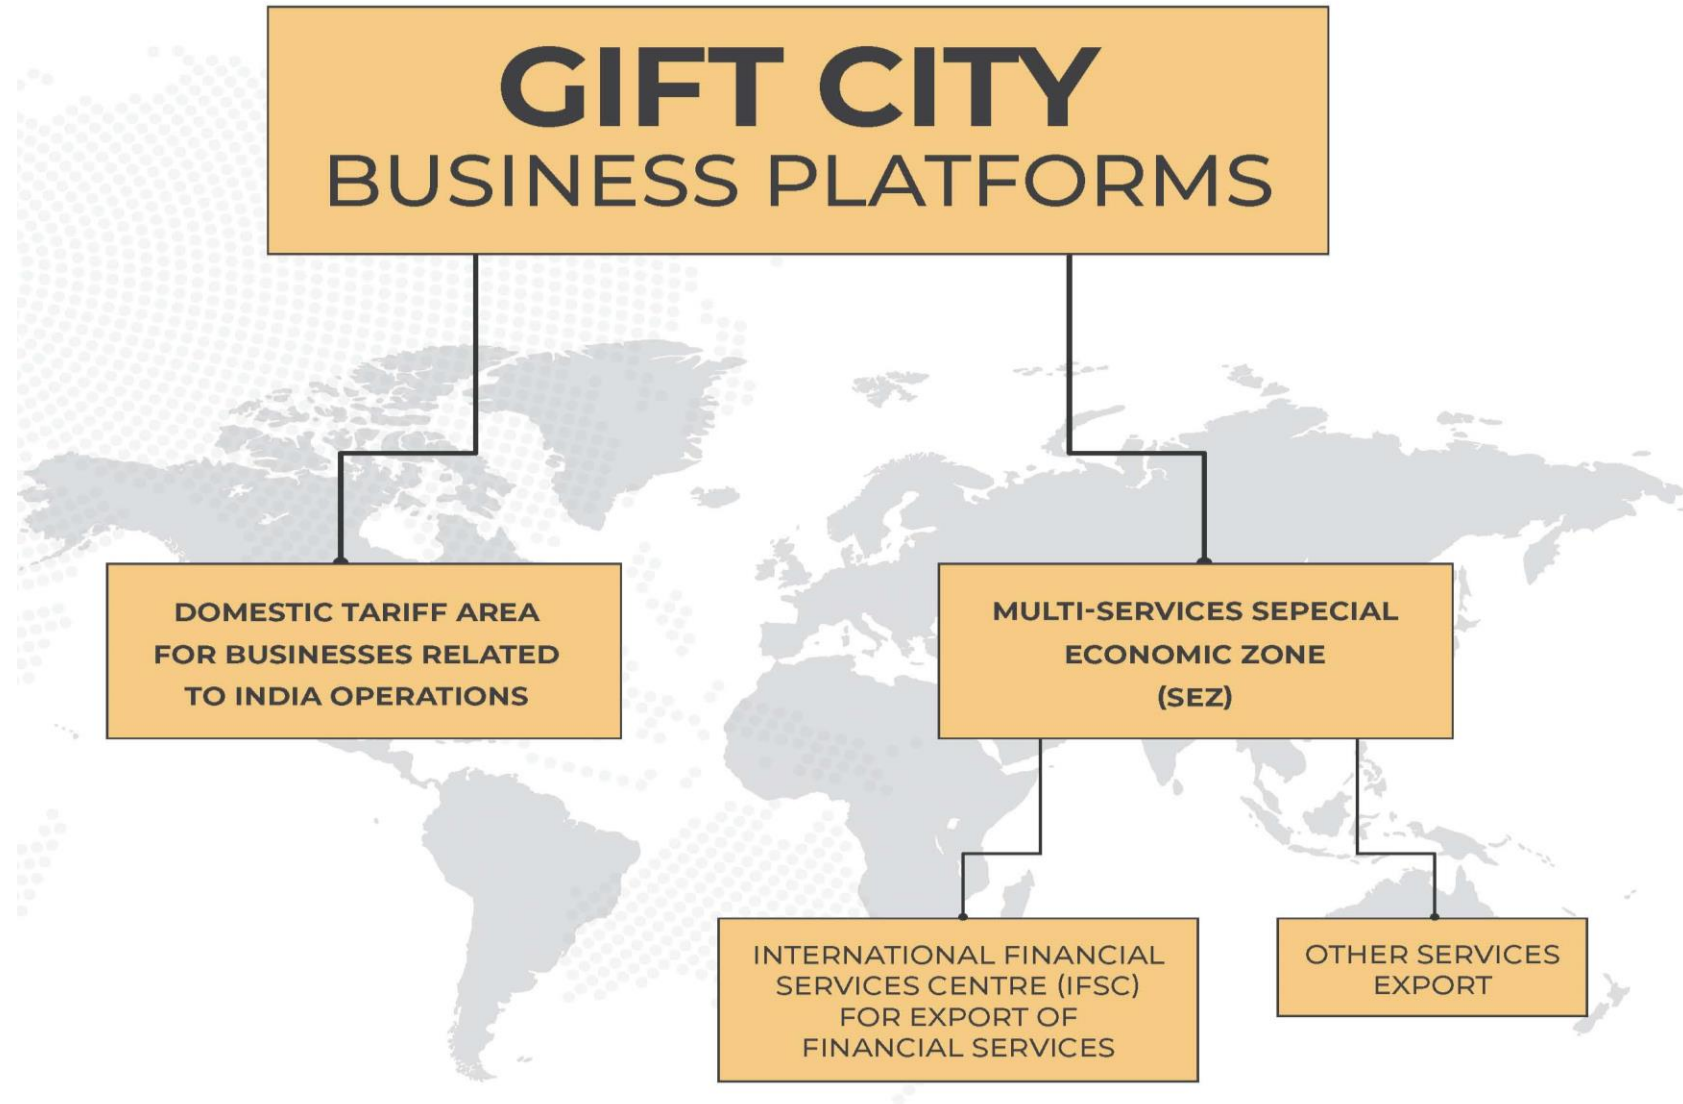 GIFT CITY
BUSINESS PLATFORMS
DOMESTIC TARIFF AREA
FOR BUSINESSES RELATED
TO INDIA OPERATIONS
MULTI-SERVICES SEPECIAL
ECONOMIC ZONE
(SEZ)
INTERNATIONAL FINANCIAL
SERVICES CENTRE (IFSC)
FOR EXPORT OF
FINANCIAL SERVICES
OTHER SERVICES
EXPORT